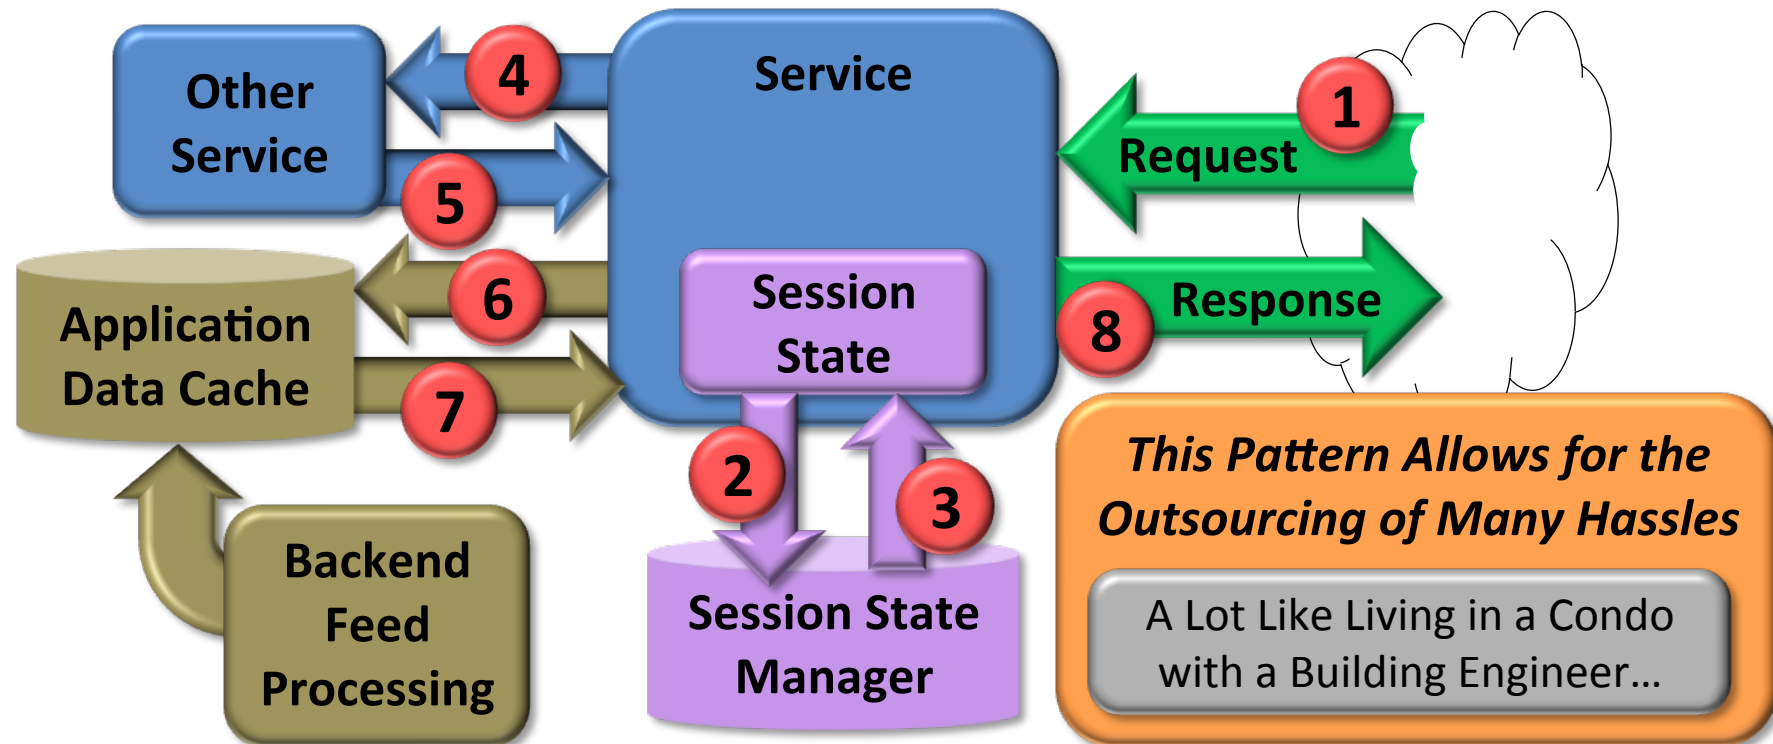 Other
Service
4
5
Service
1
Request
Response
8
Session
State
6
7
Application
Data Cache
2
3
Backend
Feed
Processing
Session State
Manager
This Pattern Allows for the
Outsourcing of Many Hassles
A Lot Like Living in a Condo
with a Building Engineer…